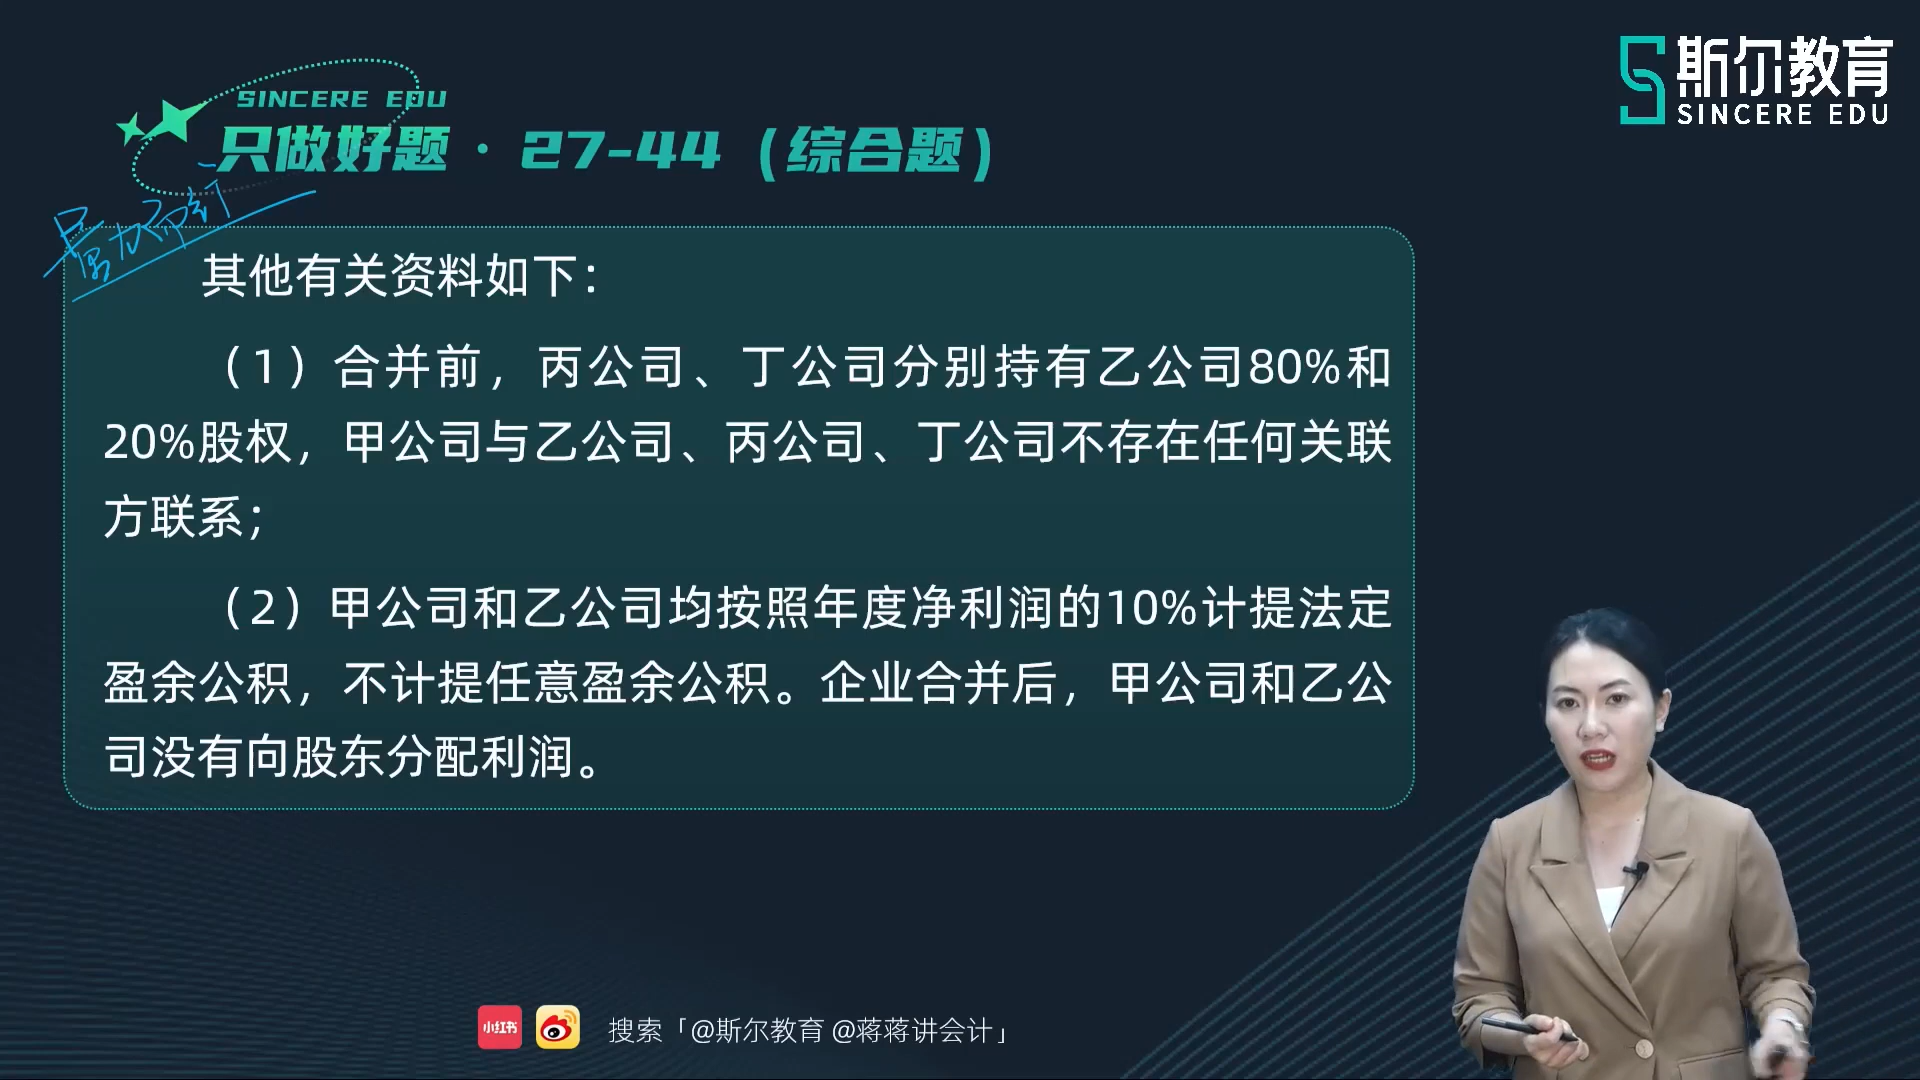 斯尔教育
SINCERE EDU
SINCERE EDU
只做好题·27-44（综合题）
其他有关资料如下：
（1）合并前，丙公司、丁公司分别持有乙公司80%和
20%股权，甲公司与乙公司、丙公司、丁公司不存在任何关联
方联系；
（2）甲公司和乙公司均按照年度净利润的10%计提法定
盈余公积，不计提任意盈余公积。企业合并后，甲公司和乙公
司没有向股东分配利润。
小红书
搜索「@斯尔教育 @蒋蒋讲会计」